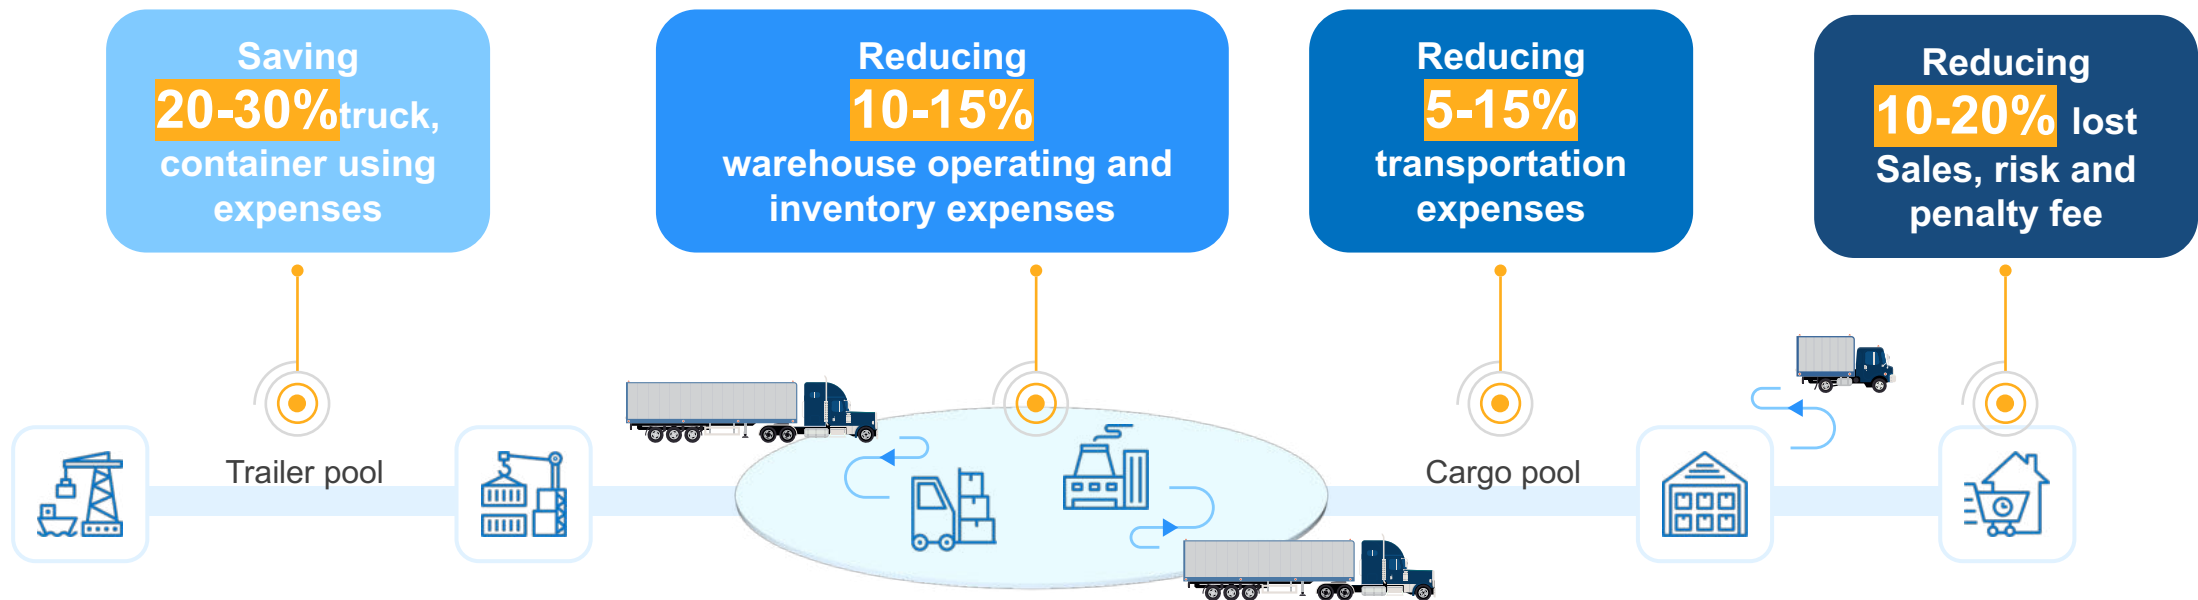 Saving
20-30%truck,
container using
expenses
Reducing
10-15%
warehouse operating and
inventory expenses
Reducing
5-15%
transportation
expenses
Reducing
10-20% lost
Sales, risk and
penalty fee
Trailer pool
Cargo pool